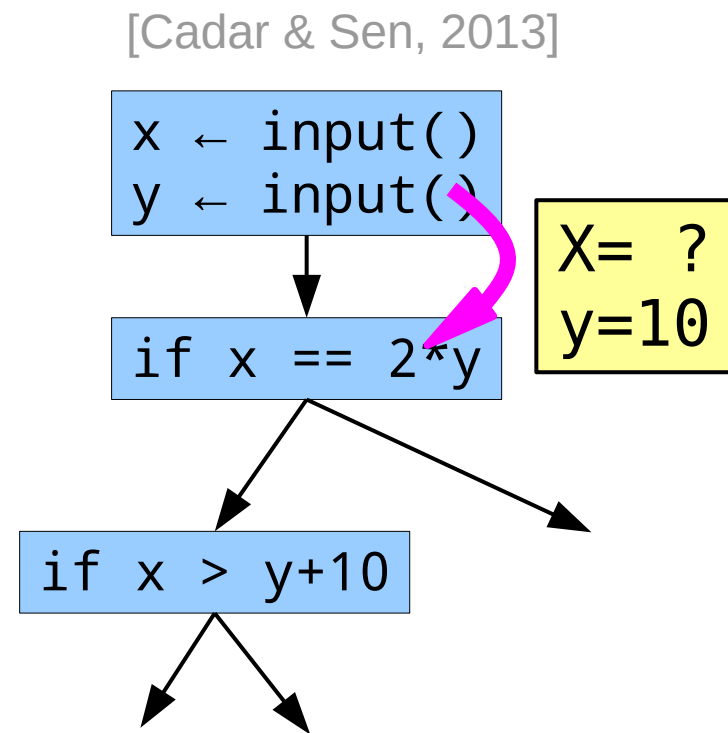 [Cadar & Sen, 2013]
x ← input()
y ← input()
X= ?
y=10
if x == 2*y
if x > y+10